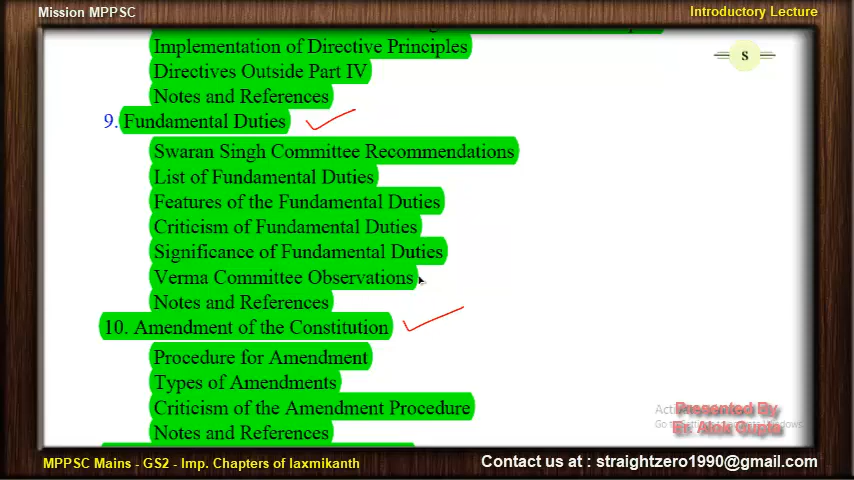 Mission MPPSC
Introductory Lecture
Implementation of Directive Principles
Directives Outside Part IV
S
Notes and References
9. Fundamental Duties
Swaran Singh Committee Recommendations
List of Fundamental Duties
Features of the Fundamental Duties
Criticism of Fundamental Duties
Significance of Fundamental Duties
Verma Committee Observations
Notes and References
10. Amendment of the Constitution
Procedure for Amendment
Types of Amendments
Criticism of the Amendment Procedure
Presented By
Er. Alok Gupta
Notes and References
MPPSC Mains - GS2 - Imp. Chapters of laxmikanth
Contact us at : straightzero1990@gmail.com